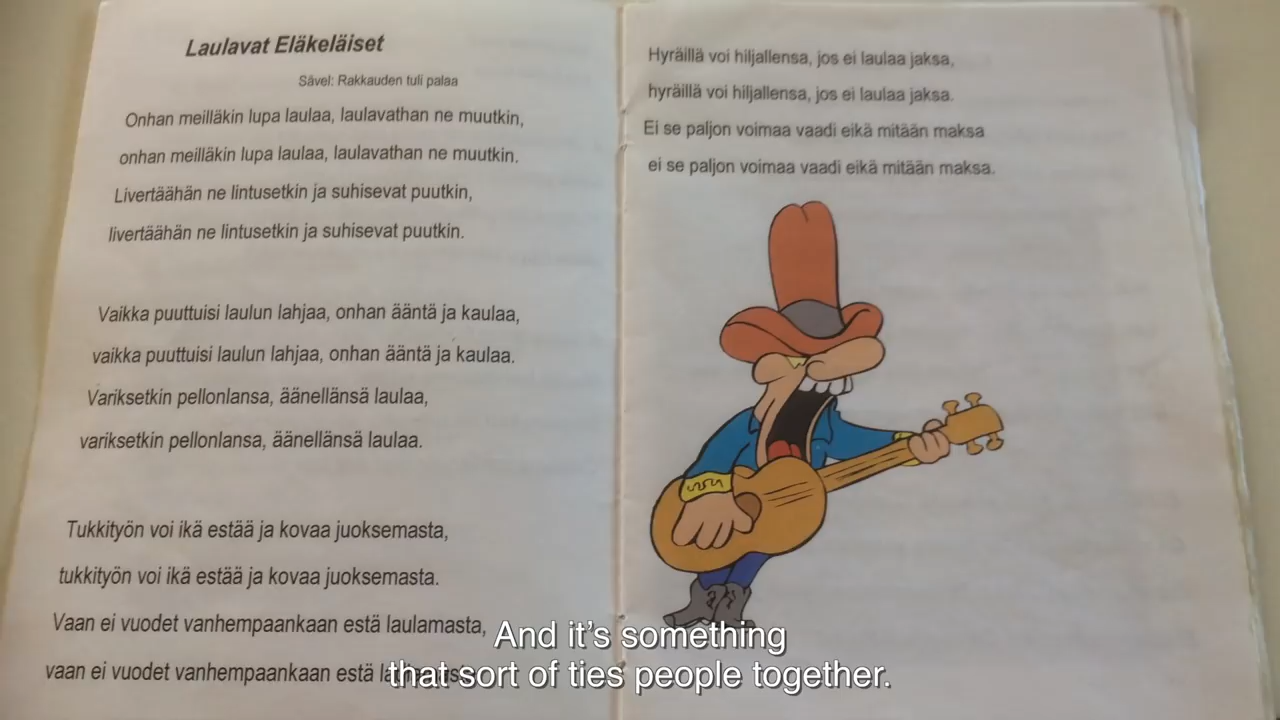 Laulavat Eläkeläiset
Sävel: Rakkauden tuli palaa
Onhan meilläkin lupa laulaa, laulavathan ne muutkin,
onhan meilläkin lupa laulaa, laulavathan ne muutkin.
Livertäähän ne lintusetkin ja suhisevat puutkin,
livertäähän ne lintusetkin ja suhisevat puutkin.
Vaikka puuttuisi laulun lahjaa, onhan ääntä ja kaulaa,
vaikka puuttuisi laulun lahjaa, onhan ääntä ja kaulaa.
Variksetkin pellonlansa, äänellänsä laulaa,
variksetkin pellonlansa, äänellänsä laulaa.
Tukkityön voi ikä estää ja kovaa juoksemasta,
tukkityön voi ikä estää ja kovaa juoksemasta.
Vaan ei vuodet vanhempaankaan estä laulamasta,
vaan ei vuodet vanhempaankaan estä
Hyräillä voi hiljallensa, jos ei laulaa jaksa,
hyräillä voi hiljallensa, jos ei laulaa jaksa.
Ei se paljon voimaa vaadi eikä mitään maksa
ei se paljon voimaa vaadi eikä mitään maksa.
And it's something
that sort of ties people together.